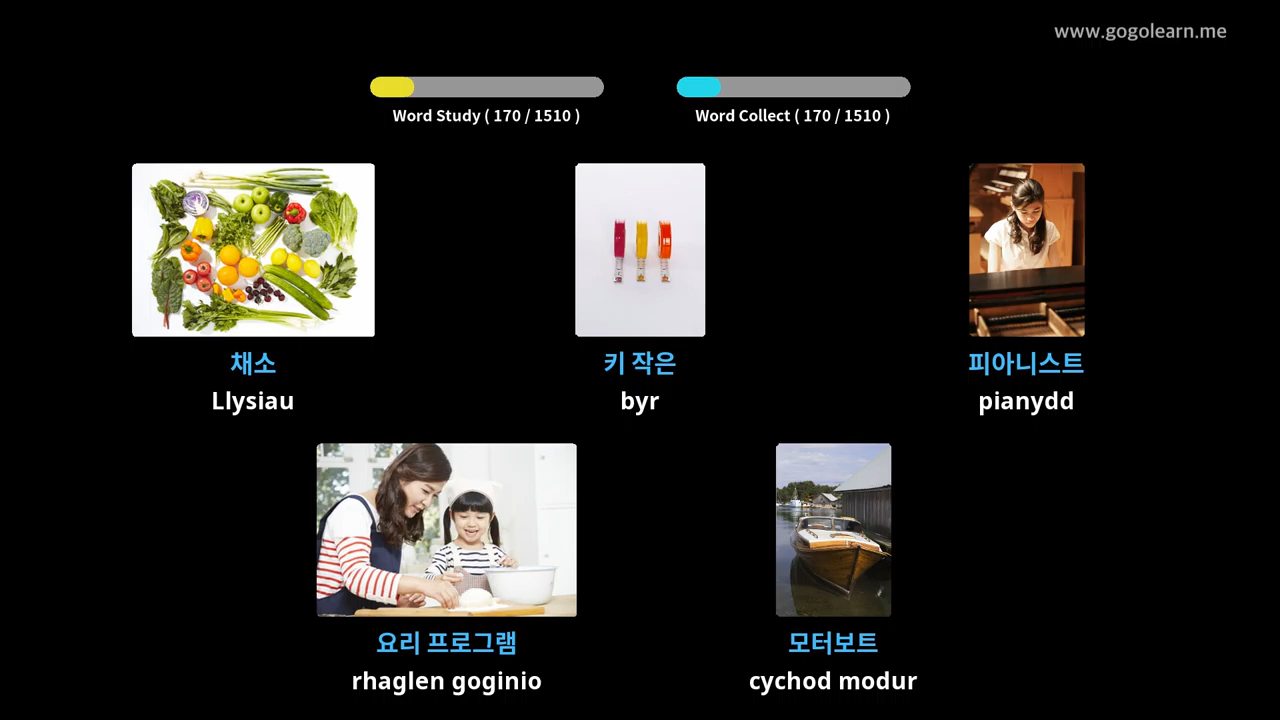 www.gogolearn.me
Word Study ( 170 / 1510 )
Word Collect ( 170 / 1510 )
채소
Llysiau
키 작은
byr
피아니스트
pianydd
요리 프로그램
rhaglen goginio
모터보트
cychod modur